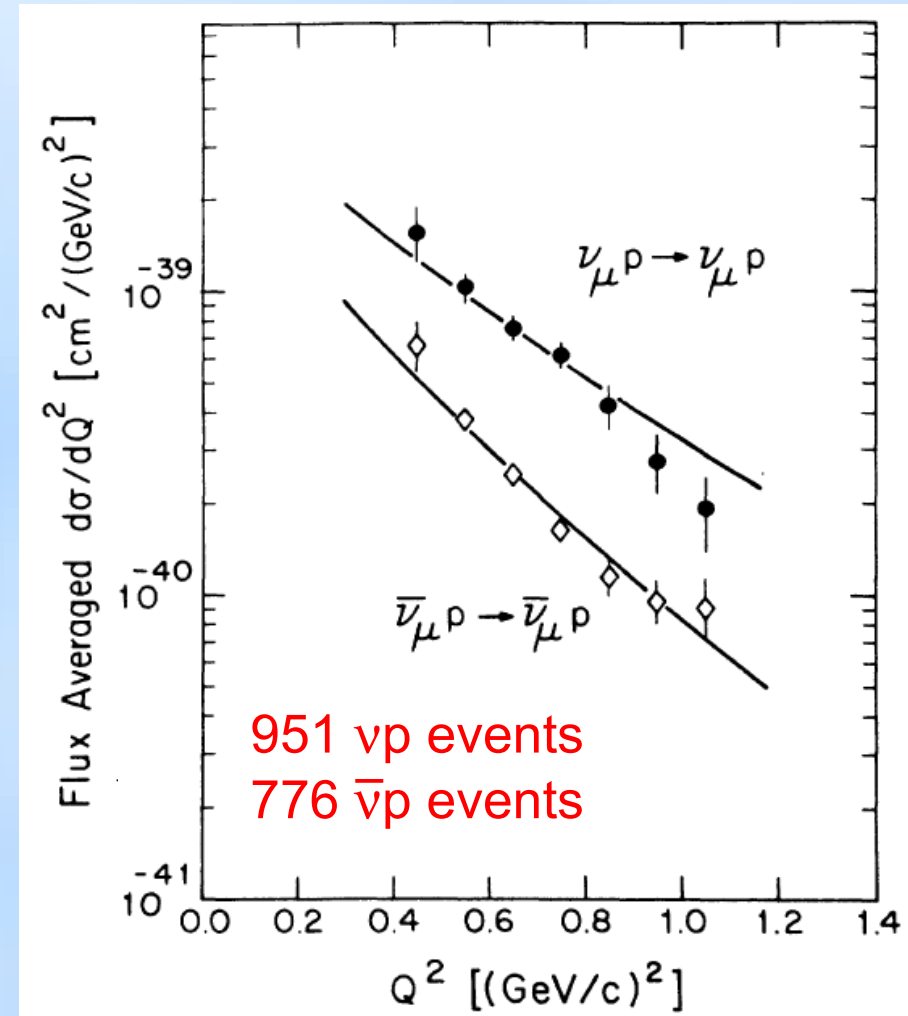 Flux Averaged dσ/dQ² [cm²/(GeV/c)²]
10⁻³⁹
10⁻⁴⁰
10⁻⁴¹
ν_μ p → ν_μ p
ν̅_μ p → ν̅_μ p
951 νp events
776 ν̅p events
0.0 0.2 0.4 0.6 0.8 1.0 1.2 1.4
Q² [(GeV/c)²]